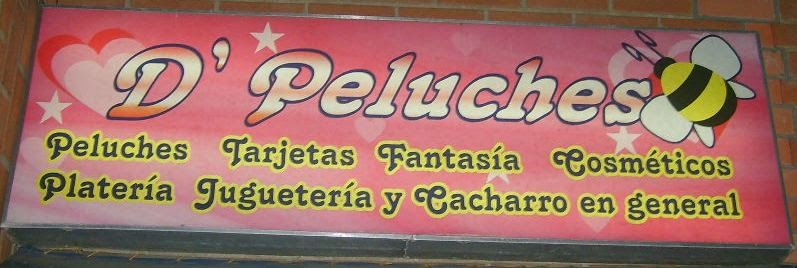 D' Peluches
Peluches Tarjetas Fantasía Cosméticos
Platería Juguetería y Cacharro en general